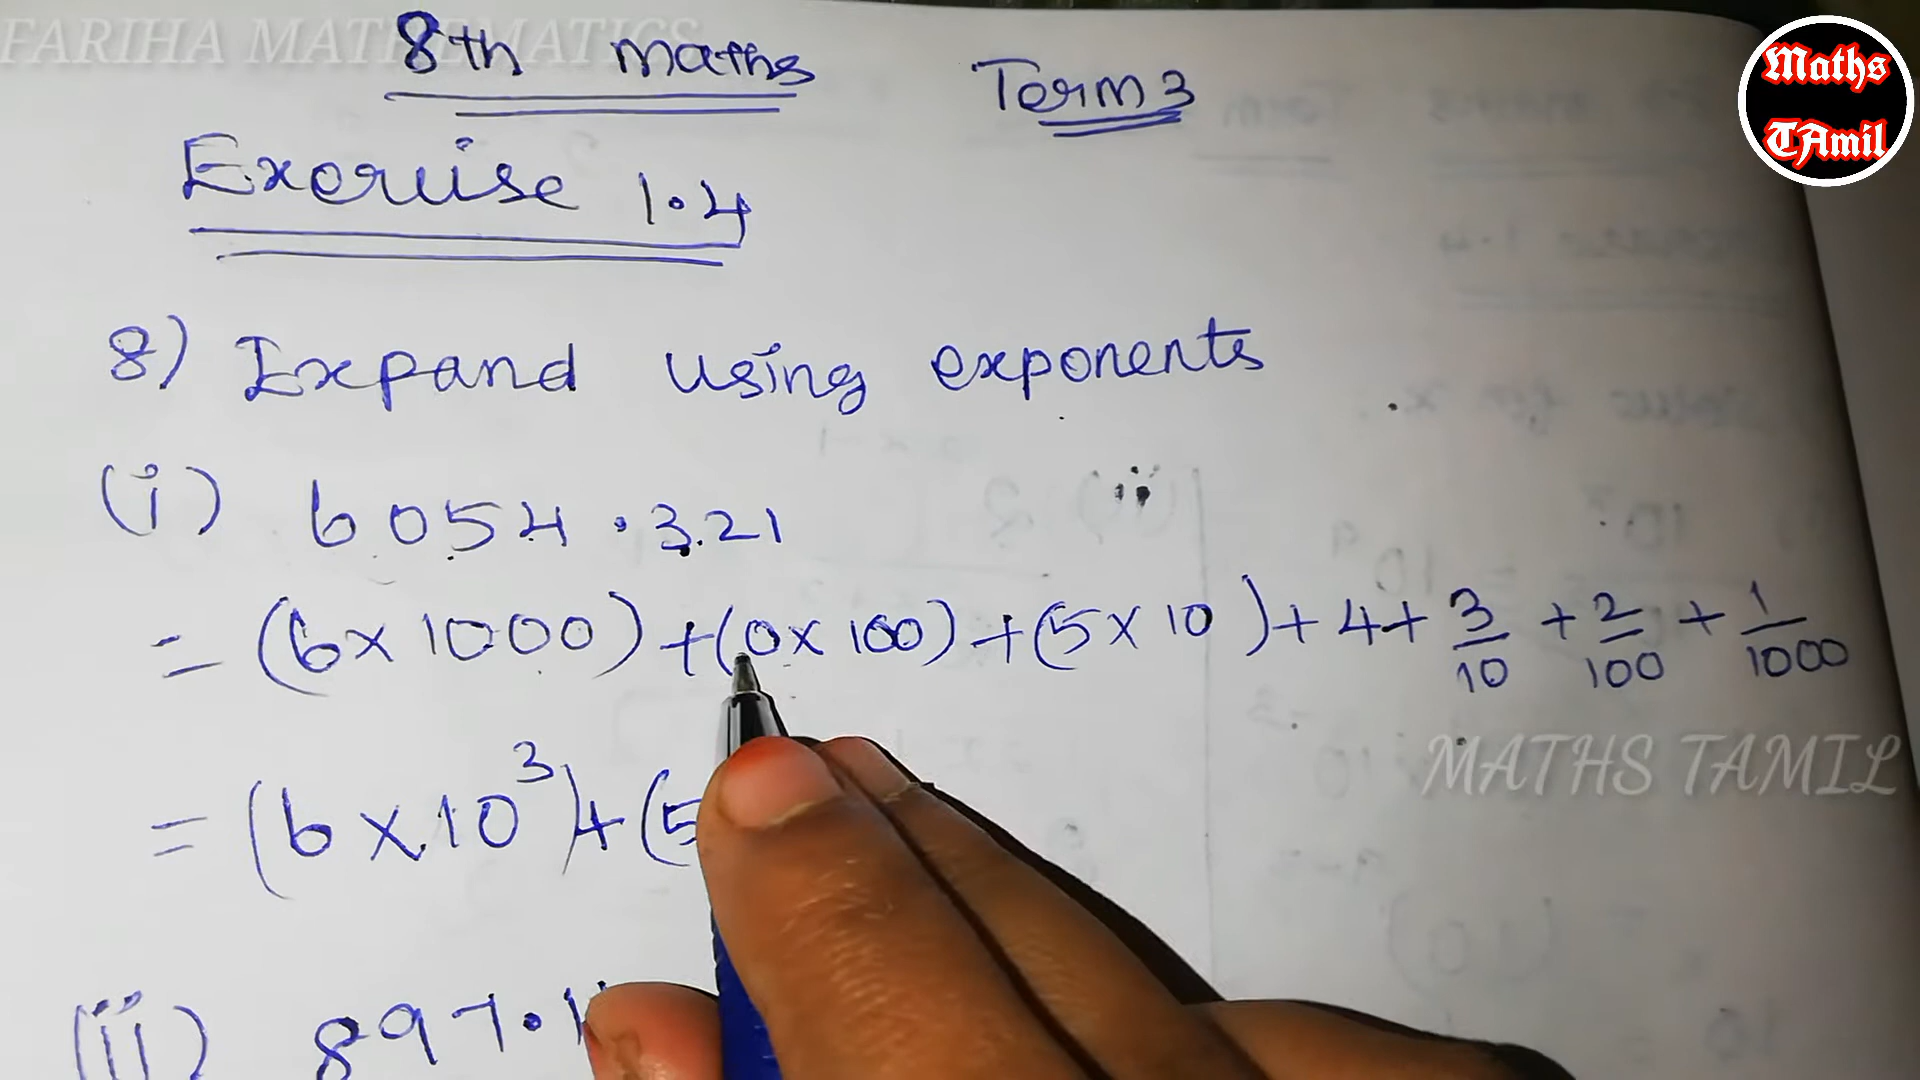 FARIHA MATHEMATICS
8th maths Term 3
Maths
TAmil
Exercise 1.4
8) Expand using exponents
(i) 6054.321
= (6×1000)+(0×100)+(5×10)+4+3/10+2/100+1/1000
MATHS TAMIL
= (6×10³)+(5
(ii) 897.1